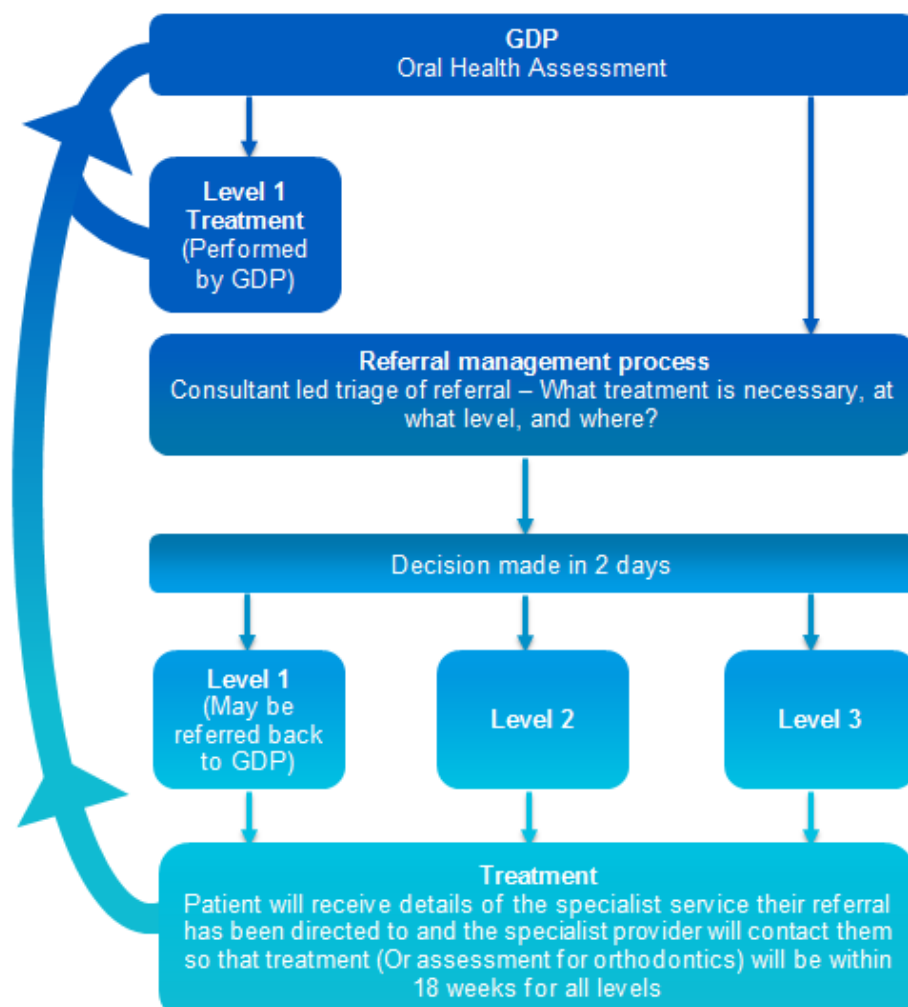 GDP
Oral Health Assessment
Level 1
Treatment
(Performed
by GDP)
Referral management process
Consultant led triage of referral – What treatment is necessary, at
what level, and where?
Decision made in 2 days
Level 1
(May be
referred back
to GDP)
Level 2
Level 3
Treatment
Patient will receive details of the specialist service their referral
has been directed to and the specialist provider will contact them
so that treatment (Or assessment for orthodontics) will be within
18 weeks for all levels